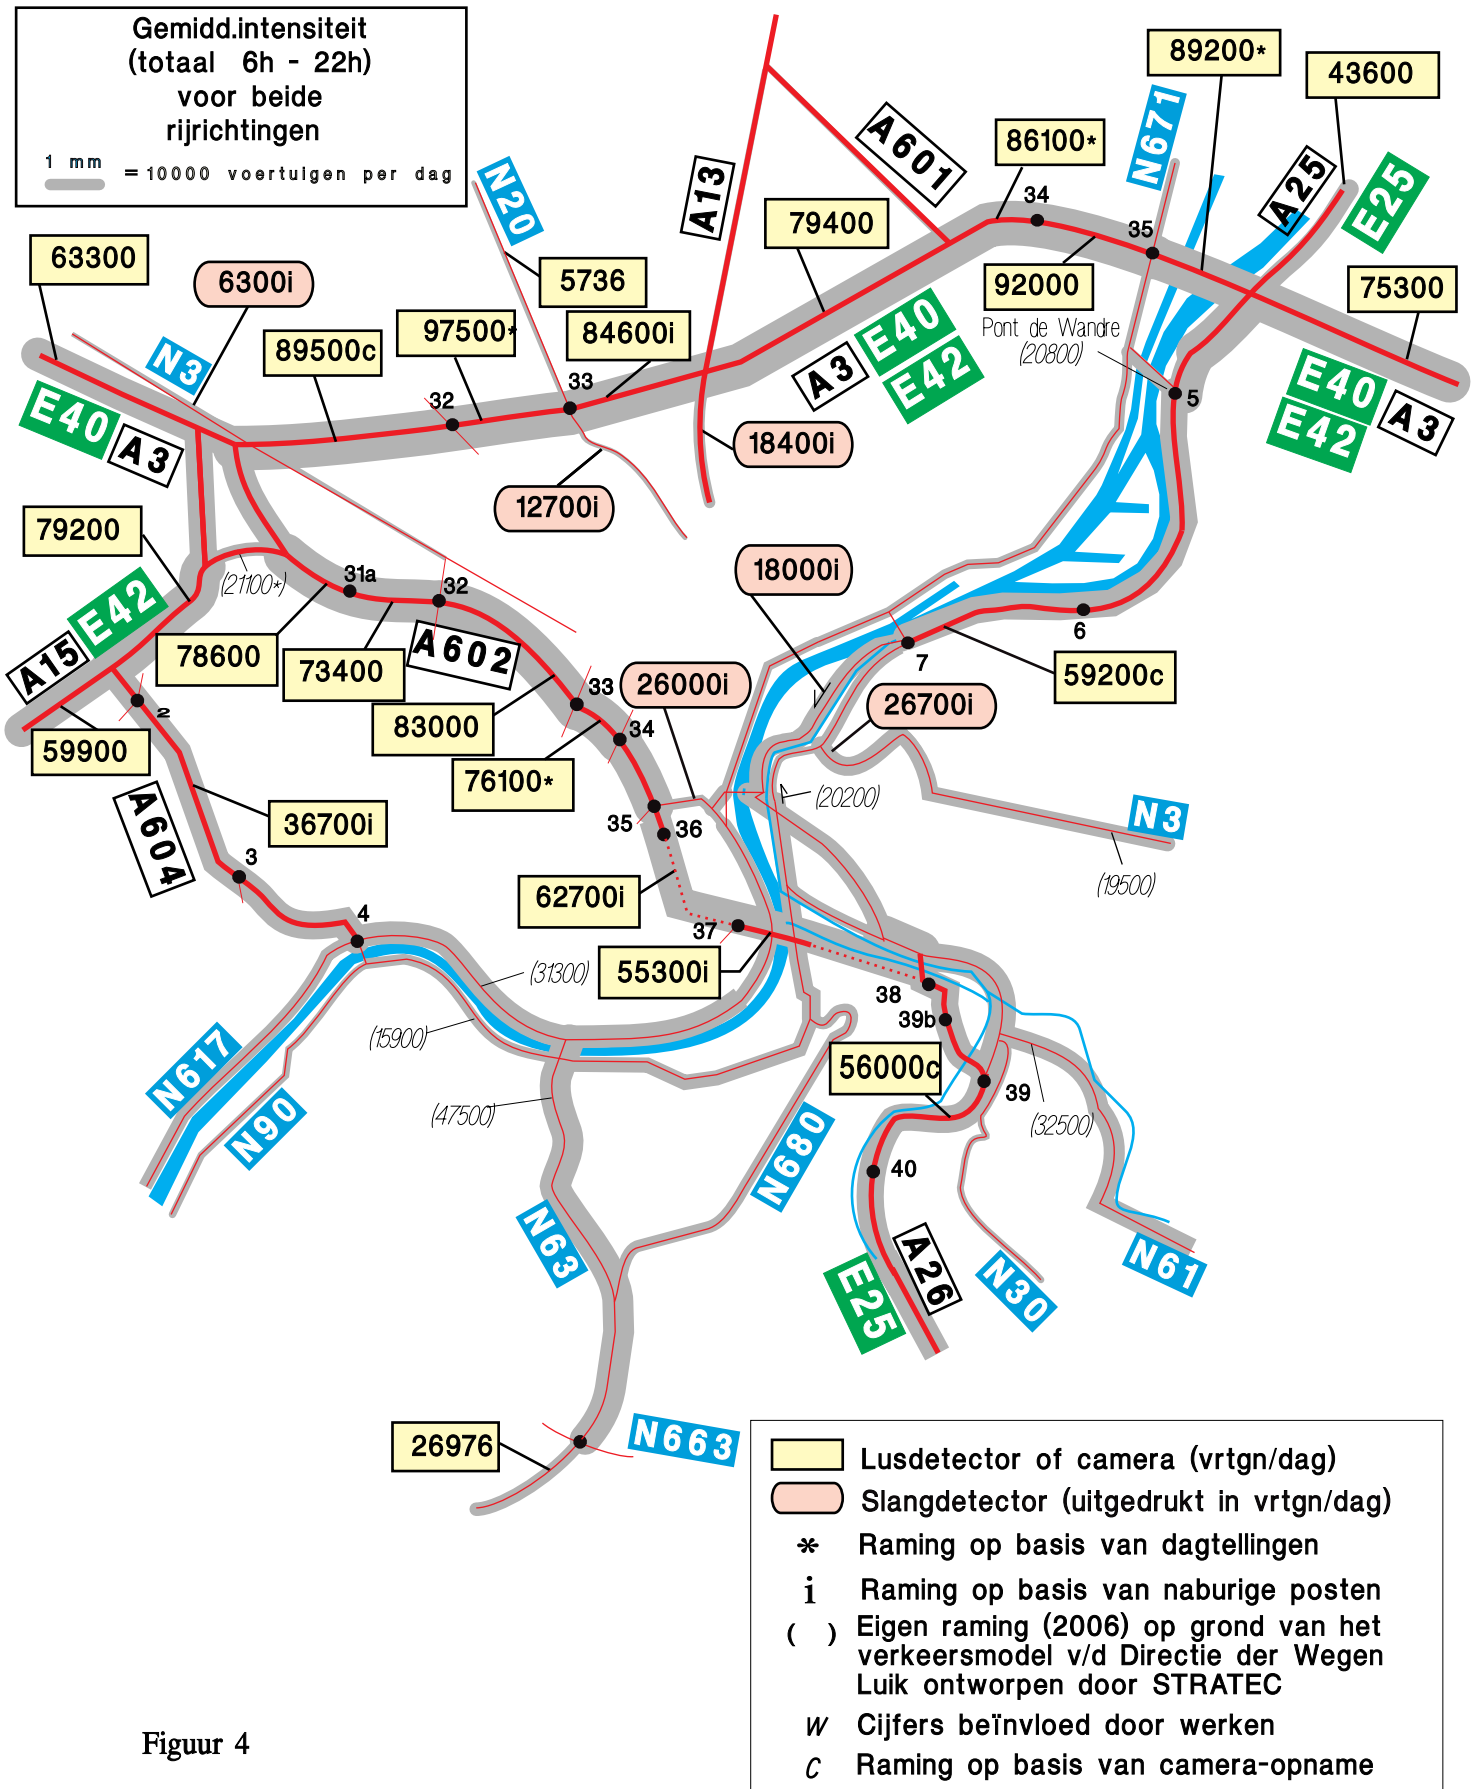 Gemidd.intensiteit
(totaal 6h - 22h)
voor beide
rijrichtingen
1 mm
= 10000 voertuigen per dag
89200*
43600
N671
A601
86100*
A25
E25
A13
N20
34
35
79400
63300
6300i
5736
92000
75300
Pont de Wandre
(20800)
97500*
84600i
89500c
E40
E42
A3
N3
33
32
E40
A3
5
E40
E42
A3
18400i
12700i
79200
(21100*)
31a
32
18000i
E42
A15
78600
73400
A602
6
7
59200c
26000i
26700i
2
33
34
83000
59900
76100*
A604
36700i
35
36
(20200)
N3
(19500)
3
62700i
4
37
55300i
(31300)
38
39b
(15900)
N617
56000c
39
(47500)
(32500)
N90
N680
40
N63
A26
E25
N30
N61
26976
N663
Lusdetector of camera (vrtgn/dag)
Slangdetector (uitgedrukt in vrtgn/dag)
* Raming op basis van dagtellingen
i Raming op basis van naburige posten
( ) Eigen raming (2006) op grond van het
verkeersmodel v/d Directie der Wegen
Luik ontworpen door STRATEC
W Cijfers beïnvloed door werken
C Raming op basis van camera-opname
Figuur 4